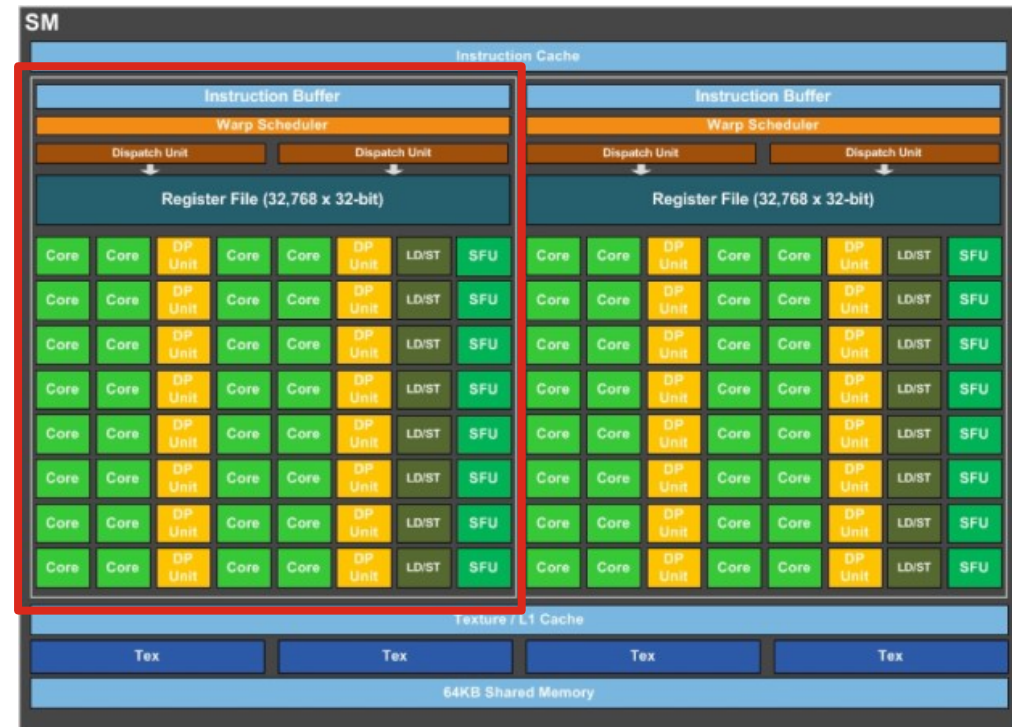 SM
Instruction Cache
Instruction Buffer Instruction Buffer
Warp Scheduler Warp Scheduler
Dispatch Unit Dispatch Unit Dispatch Unit Dispatch Unit
Register File (32,768 x 32-bit) Register File (32,768 x 32-bit)
Core Core DP Unit Core Core DP Unit LD/ST SFU Core Core DP Unit Core Core DP Unit LD/ST SFU
Core Core DP Unit Core Core DP Unit LD/ST SFU Core Core DP Unit Core Core DP Unit LD/ST SFU
Core Core DP Unit Core Core DP Unit LD/ST SFU Core Core DP Unit Core Core DP Unit LD/ST SFU
Core Core DP Unit Core Core DP Unit LD/ST SFU Core Core DP Unit Core Core DP Unit LD/ST SFU
Core Core DP Unit Core Core DP Unit LD/ST SFU Core Core DP Unit Core Core DP Unit LD/ST SFU
Core Core DP Unit Core Core DP Unit LD/ST SFU Core Core DP Unit Core Core DP Unit LD/ST SFU
Core Core DP Unit Core Core DP Unit LD/ST SFU Core Core DP Unit Core Core DP Unit LD/ST SFU
Core Core DP Unit Core Core DP Unit LD/ST SFU Core Core DP Unit Core Core DP Unit LD/ST SFU
Texture / L1 Cache
Tex Tex Tex Tex
64KB Shared Memory